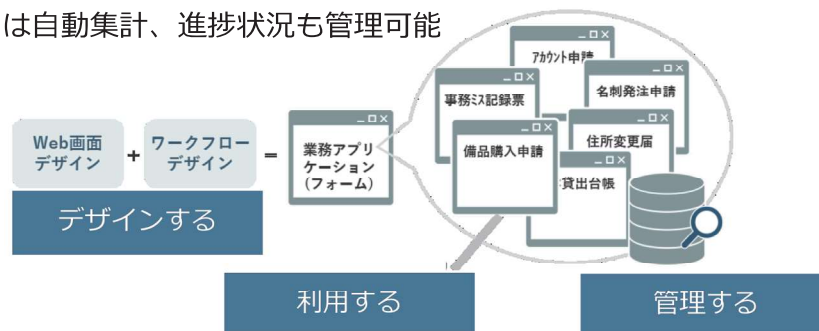 は自動集計、進捗状況も管理可能
アカウント申請
名刺発注申請
事務ミス記録票
住所変更届
備品購入申請
貸出台帳
Web画面
デザイン
+
ワークフロー
デザイン
=
業務アプリ
ケーション
(フォーム)
デザインする
利用する
管理する